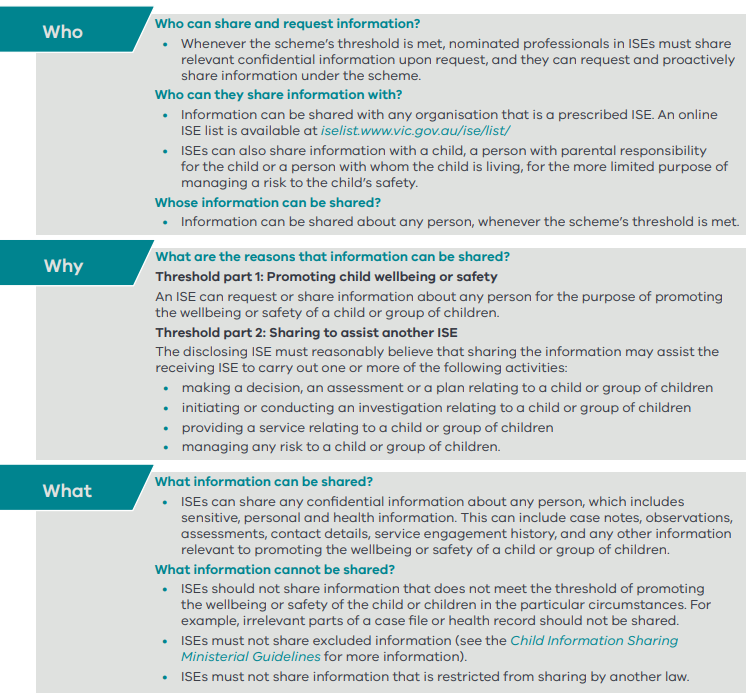 Who
Who can share and request information?
• Whenever the scheme's threshold is met, nominated professionals in ISEs must share
relevant confidential information upon request, and they can request and proactively
share information under the scheme.
Who can they share information with?
• Information can be shared with any organisation that is a prescribed ISE. An online
ISE list is available at iselist.www.vic.gov.au/ise/list/
• ISEs can also share information with a child, a person with parental responsibility
for the child or a person with whom the child is living, for the more limited purpose of
managing a risk to the child's safety.
Whose information can be shared?
• Information can be shared about any person, whenever the scheme's threshold is met.
Why
What are the reasons that information can be shared?
Threshold part 1: Promoting child wellbeing or safety
An ISE can request or share information about any person for the purpose of promoting
the wellbeing or safety of a child or group of children.
Threshold part 2: Sharing to assist another ISE
The disclosing ISE must reasonably believe that sharing the information may assist the
receiving ISE to carry out one or more of the following activities:
• making a decision, an assessment or a plan relating to a child or group of children
• initiating or conducting an investigation relating to a child or group of children
• providing a service relating to a child or group of children
• managing any risk to a child or group of children.
What
What information can be shared?
• ISEs can share any confidential information about any person, which includes
sensitive, personal and health information. This can include case notes, observations,
assessments, contact details, service engagement history, and any other information
relevant to promoting the wellbeing or safety of a child or group of children.
What information cannot be shared?
• ISEs should not share information that does not meet the threshold of promoting
the wellbeing or safety of the child or children in the particular circumstances. For
example, irrelevant parts of a case file or health record should not be shared.
• ISEs must not share excluded information (see the Child Information Sharing
Ministerial Guidelines for more information).
• ISEs must not share information that is restricted from sharing by another law.